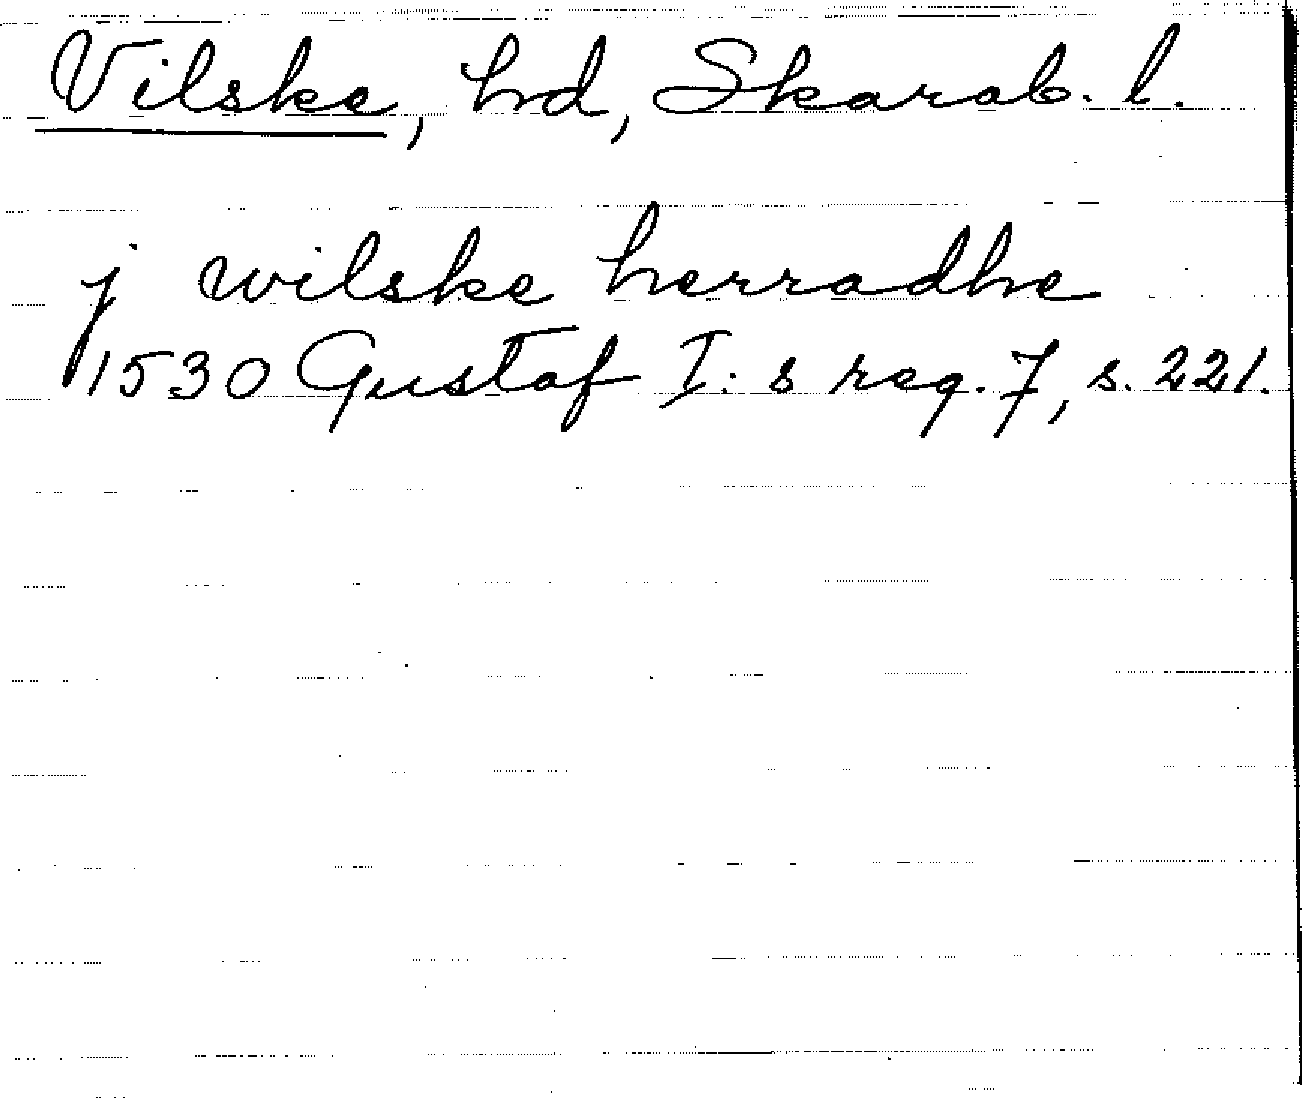 Vilske, hd, Skarab. l.
j wilske herradhe
1530 Gustaf I:s reg. 7, s. 221.